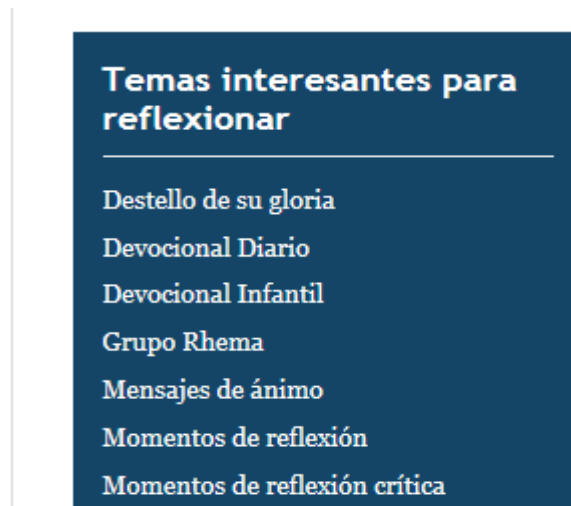 Temas interesantes para
reflexionar
Destello de su gloria
Devocional Diario
Devocional Infantil
Grupo Rhema
Mensajes de ánimo
Momentos de reflexión
Momentos de reflexión crítica